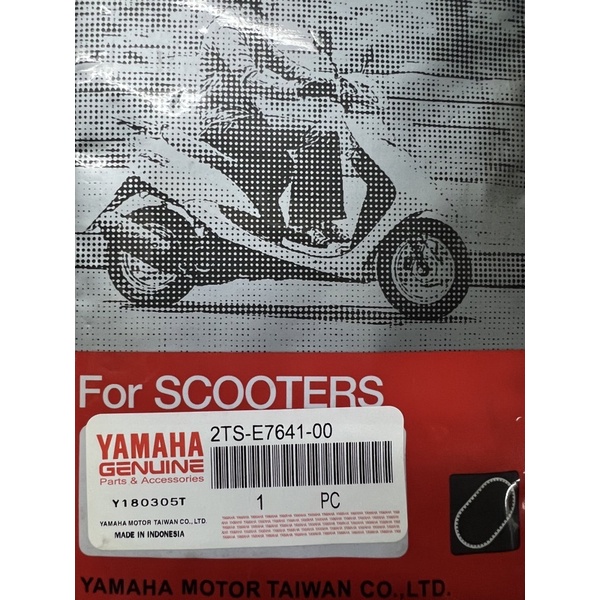 For SCOOTERS
YAMAHA
GENUINE
Parts & Accessories
2TS-E7641-00
Y180305T
1 PC
YAMAHA MOTOR TAIWAN CO.,LTD.
MADE IN INDONESIA
YAMAHA MOTOR TAIWAN CO.,LTD.